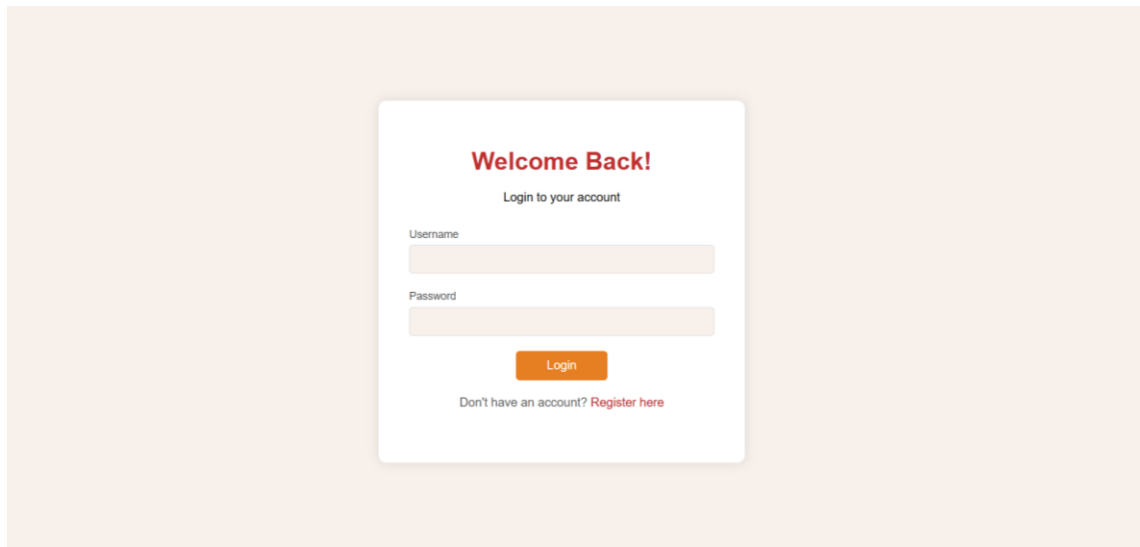 Welcome Back!
Login to your account
Username
Password
Login
Don't have an account? Register here